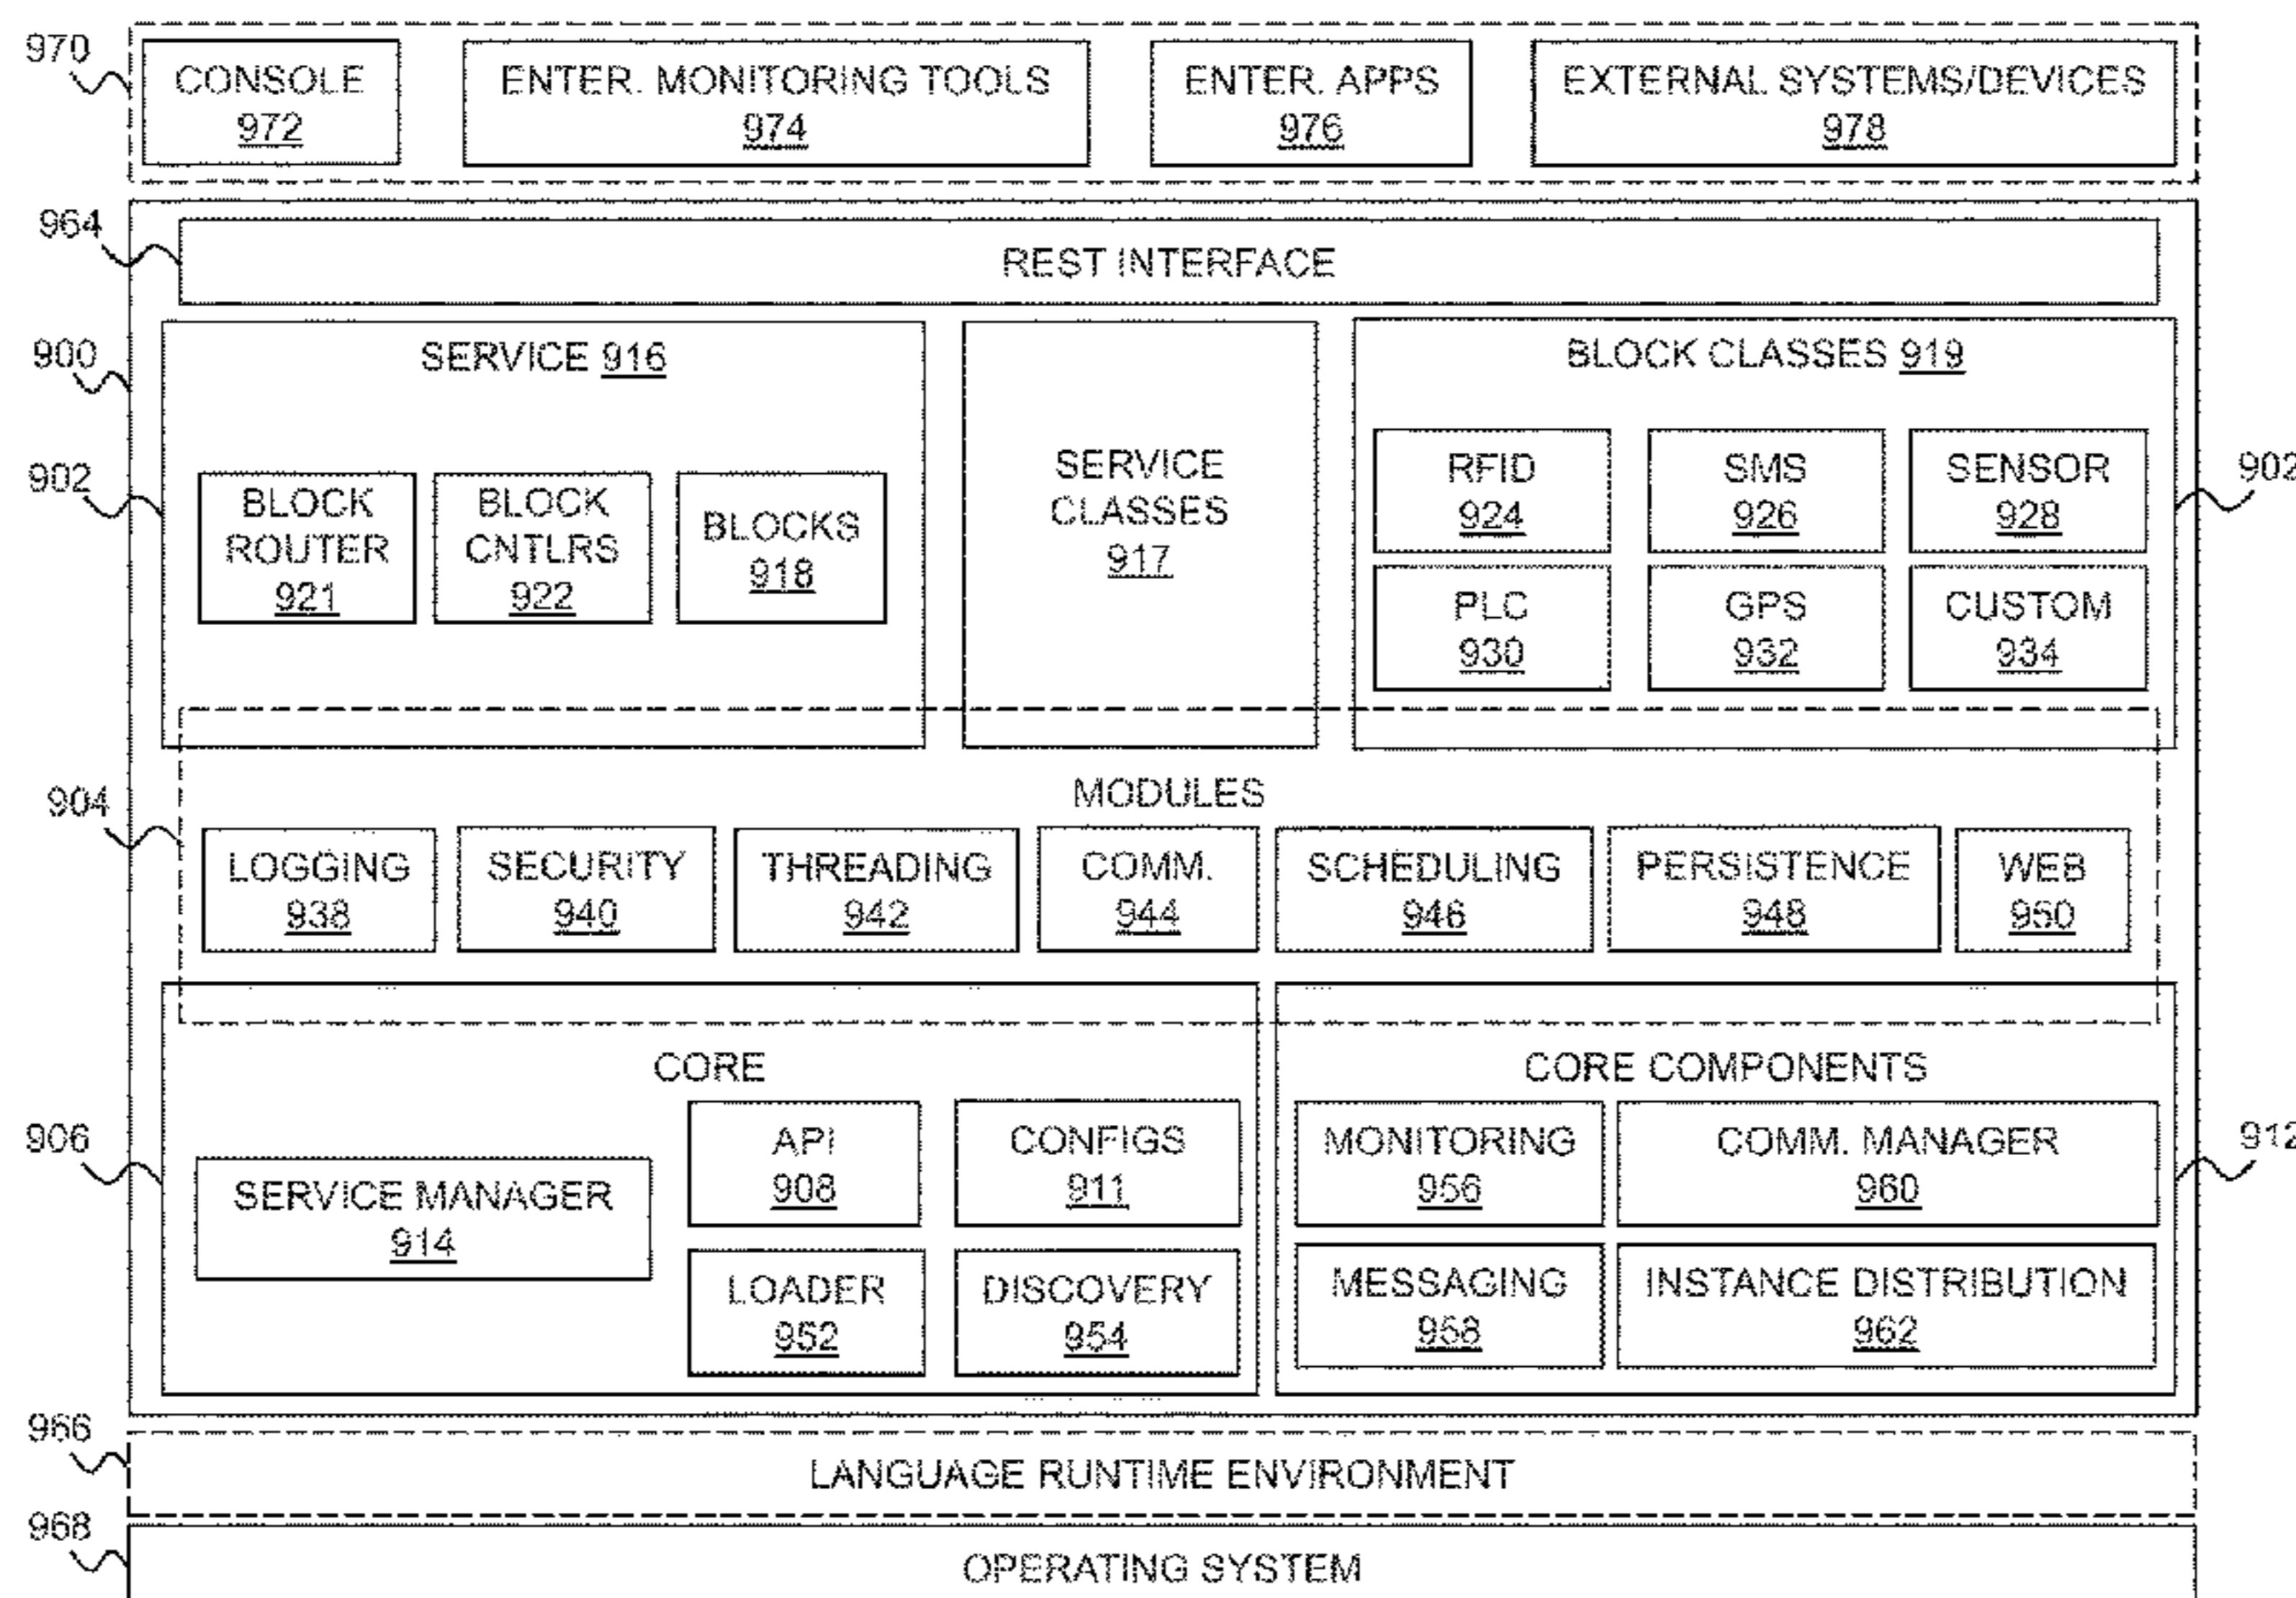 970
CONSOLE
972
ENTER. MONITORING TOOLS
974
ENTER. APPS
976
EXTERNAL SYSTEMS/DEVICES
978
964
REST INTERFACE
900
SERVICE 916
902
BLOCK
ROUTER
921
BLOCK
CNTLRS
922
BLOCKS
918
SERVICE
CLASSES
917
BLOCK CLASSES 919
RFID
924
SMS
926
SENSOR
928
902
PLC
930
GPS
932
CUSTOM
934
904
MODULES
LOGGING
938
SECURITY
940
THREADING
942
COMM.
944
SCHEDULING
946
PERSISTENCE
948
WEB
950
906
CORE
SERVICE MANAGER
914
API
908
CONFIGS
911
LOADER
952
DISCOVERY
954
CORE COMPONENTS
MONITORING
956
COMM. MANAGER
960
912
MESSAGING
958
INSTANCE DISTRIBUTION
962
966
LANGUAGE RUNTIME ENVIRONMENT
968
OPERATING SYSTEM